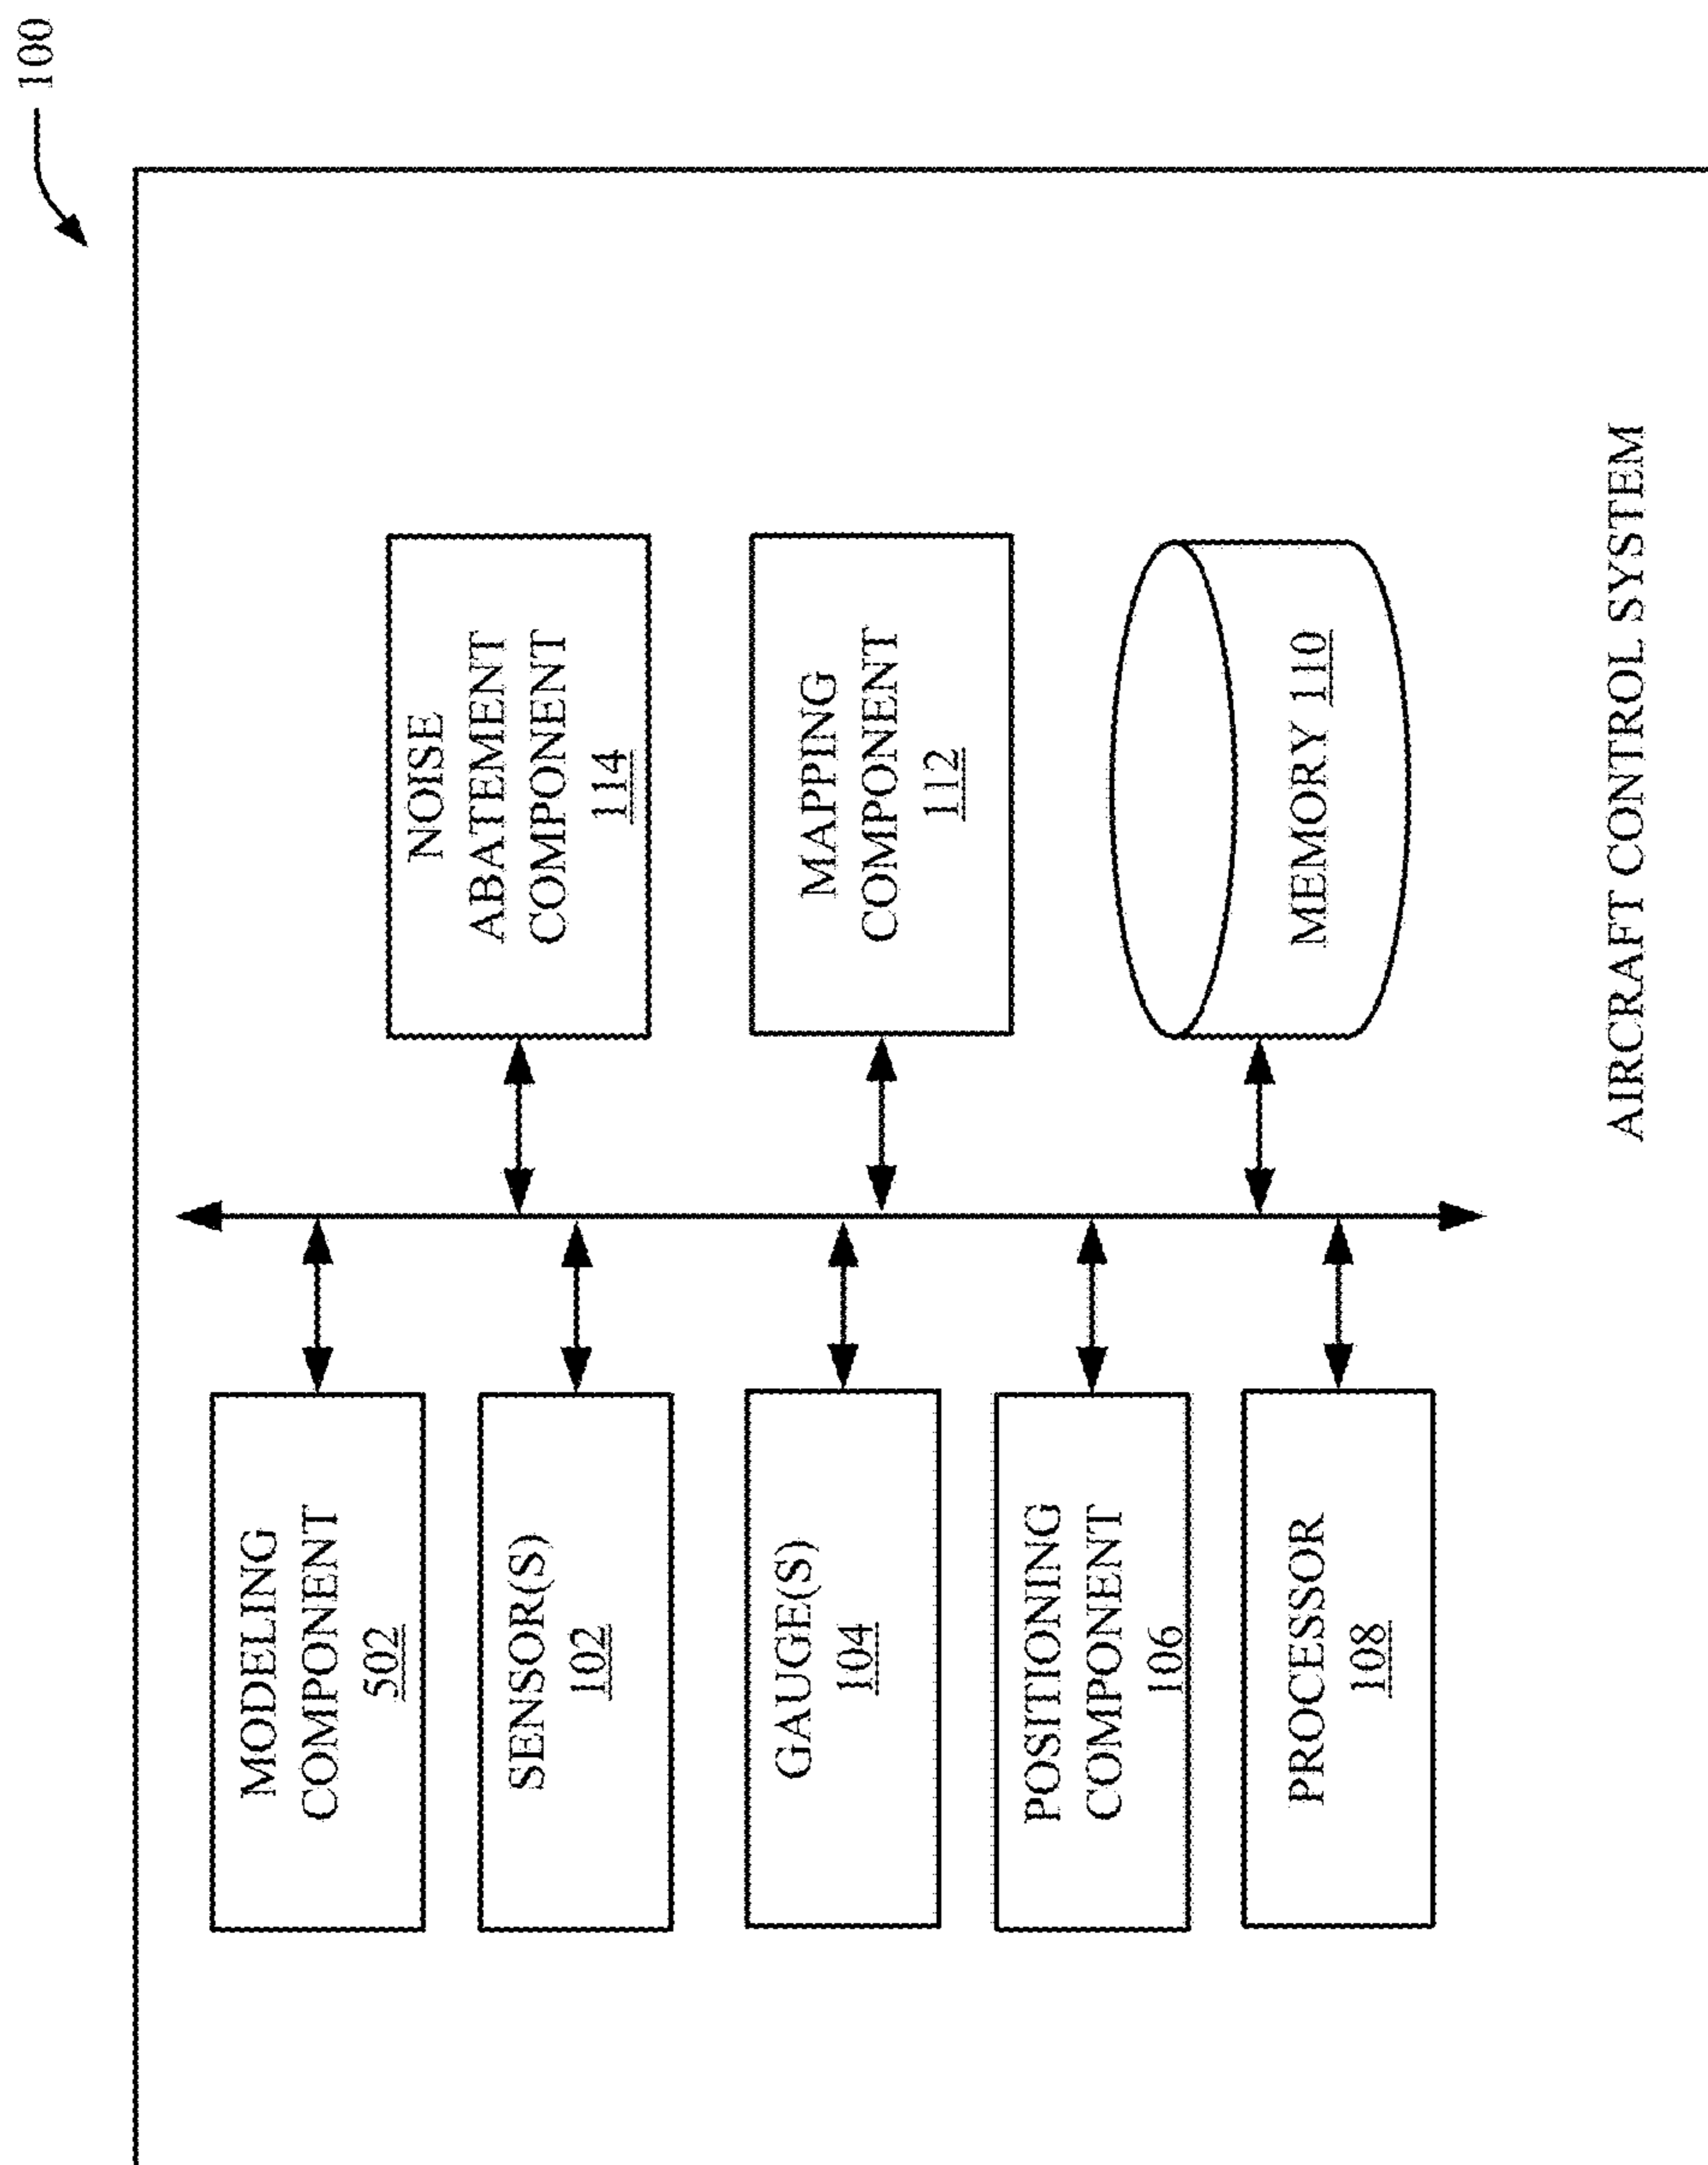 100
MODELING
COMPONENT
502
SENSOR(S)
102
GAUGE(S)
104
POSITIONING
COMPONENT
106
PROCESSOR
108
NOISE
ABATEMENT
COMPONENT
114
MAPPING
COMPONENT
112
MEMORY 110
AIRCRAFT CONTROL SYSTEM